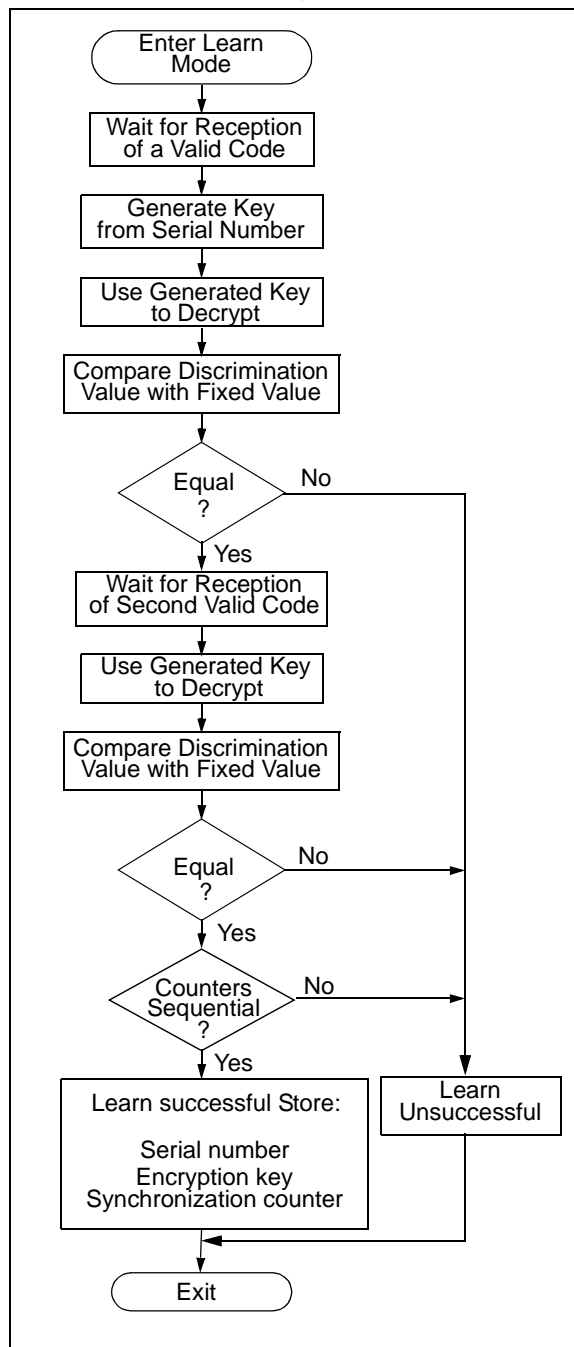 Enter Learn
Mode
Wait for Reception
of a Valid Code
Generate Key
from Serial Number
Use Generated Key
to Decrypt
Compare Discrimination
Value with Fixed Value
Equal
?
No
Yes
Wait for Reception
of Second Valid Code
Use Generated Key
to Decrypt
Compare Discrimination
Value with Fixed Value
Equal
?
No
Yes
Counters
Sequential
?
No
Yes
Learn successful Store:
Serial number
Encryption key
Synchronization counter
Learn
Unsuccessful
Exit